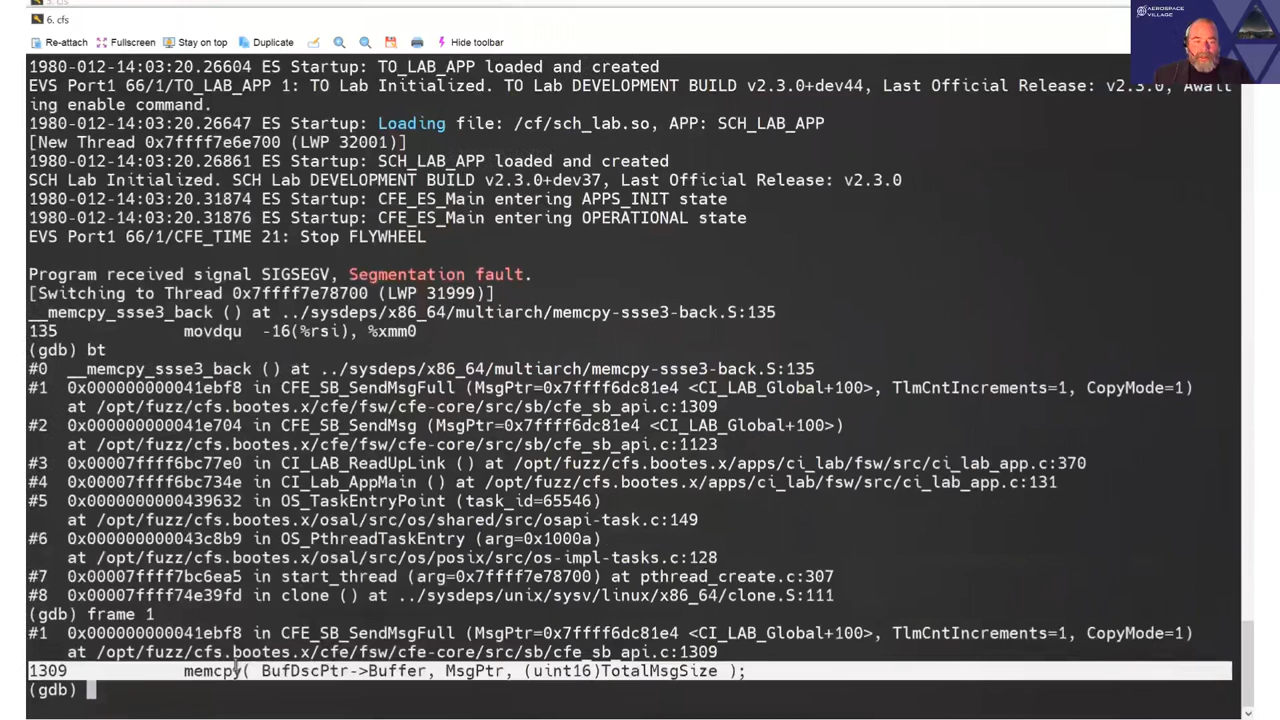 5. cfs
6. cfs
Re-attach Fullscreen Stay on top Duplicate Hide toolbar
AEROSPACE
VILLAGE
1980-012-14:03:20.26604 ES Startup: TO_LAB_APP loaded and created
EVS Port1 66/1/TO_LAB_APP 1: TO Lab Initialized. TO Lab DEVELOPMENT BUILD v2.3.0+dev44, Last Official Release: v2.3.0, Await
ing enable command.
1980-012-14:03:20.26647 ES Startup: Loading file: /cf/sch_lab.so, APP: SCH_LAB_APP
[New Thread 0x7ffff7e6e700 (LWP 32001)]
1980-012-14:03:20.26861 ES Startup: SCH_LAB_APP loaded and created
SCH Lab Initialized. SCH Lab DEVELOPMENT BUILD v2.3.0+dev37, Last Official Release: v2.3.0
1980-012-14:03:20.31874 ES Startup: CFE_ES_Main entering APPS_INIT state
1980-012-14:03:20.31876 ES Startup: CFE_ES_Main entering OPERATIONAL state
EVS Port1 66/1/CFE_TIME 21: Stop FLYWHEEL
Program received signal SIGSEGV, Segmentation fault.
[Switching to Thread 0x7ffff7e78700 (LWP 31999)]
__memcpy_ssse3_back () at ../sysdeps/x86_64/multiarch/memcpy-ssse3-back.S:135
135 movdqu -16(%rsi), %xmm0
(gdb) bt
#0 __memcpy_ssse3_back () at ../sysdeps/x86_64/multiarch/memcpy-ssse3-back.S:135
#1 0x000000000041ebf8 in CFE_SB_SendMsgFull (MsgPtr=0x7ffff6dc81e4 <CI_LAB_Global+100>, TlmCntIncrements=1, CopyMode=1)
at /opt/fuzz/cfs.bootes.x/cfe/fsw/cfe-core/src/sb/cfe_sb_api.c:1309
#2 0x000000000041e704 in CFE_SB_SendMsg (MsgPtr=0x7ffff6dc81e4 <CI_LAB_Global+100>)
at /opt/fuzz/cfs.bootes.x/cfe/fsw/cfe-core/src/sb/cfe_sb_api.c:1123
#3 0x00007ffff6bc77e0 in CI_LAB_ReadUpLink () at /opt/fuzz/cfs.bootes.x/apps/ci_lab/fsw/src/ci_lab_app.c:370
#4 0x00007ffff6bc734e in CI_Lab_AppMain () at /opt/fuzz/cfs.bootes.x/apps/ci_lab/fsw/src/ci_lab_app.c:131
#5 0x0000000000439632 in OS_TaskEntryPoint (task_id=65546)
at /opt/fuzz/cfs.bootes.x/osal/src/os/shared/src/osapi-task.c:149
#6 0x000000000043c8b9 in OS_PthreadTaskEntry (arg=0x1000a)
at /opt/fuzz/cfs.bootes.x/osal/src/os/posix/src/os-impl-tasks.c:128
#7 0x00007ffff7bc6ea5 in start_thread (arg=0x7ffff7e78700) at pthread_create.c:307
#8 0x00007ffff74e39fd in clone () at ../sysdeps/unix/sysv/linux/x86_64/clone.S:111
(gdb) frame 1
#1 0x000000000041ebf8 in CFE_SB_SendMsgFull (MsgPtr=0x7ffff6dc81e4 <CI_LAB_Global+100>, TlmCntIncrements=1, CopyMode=1)
at /opt/fuzz/cfs.bootes.x/cfe/fsw/cfe-core/src/sb/cfe_sb_api.c:1309
1309 memcpy( BufDscPtr->Buffer, MsgPtr, (uint16)TotalMsgSize );
(gdb)